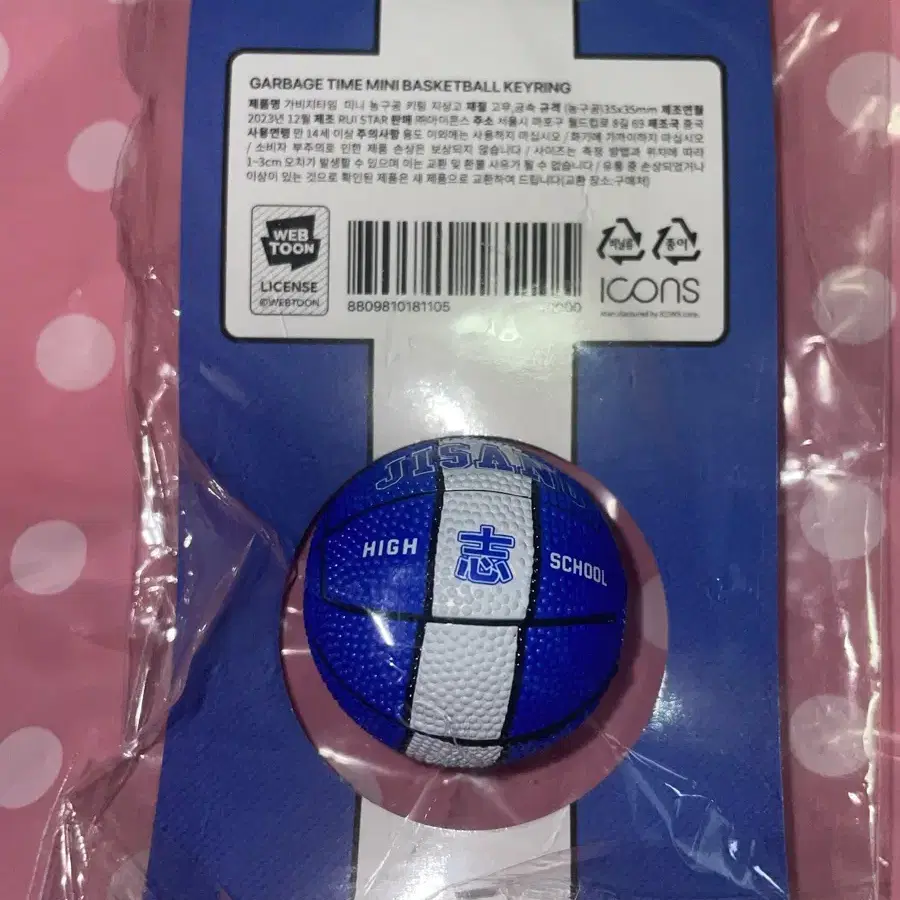 GARBAGE TIME MINI BASKETBALL KEYRING
제품명 가비지타임 미니 농구공 키링 지상고 재질 고무,금속 규격 (농구공)35x35mm 제조연월
2023년 12월 제조 RUI STAR 판매 ㈜아이콘스 주소 서울시 마포구 월드컵로 8길 69 제조국 중국
사용연령 만 14세 이상 주의사항 용도 이외에는 사용하지 마십시오 / 화기에 가까이하지 마십시오
/ 소비자 부주의로 인한 제품 손상은 보상되지 않습니다 / 사이즈는 측정 방법과 위치에 따라
1~3cm 오차가 발생할 수 있으며 이는 교환 및 환불 사유가 될 수 없습니다 / 유통 중 손상되었거나
이상이 있는 것으로 확인된 제품은 새 제품으로 교환하여 드립니다(교환 장소:구매처)
WEB
TOON
LICENSE
©WEBTOON
8809810181105
비닐류
종이
ICONS
manufactured by ICONS corp.
JISANG
HIGH
志
SCHOOL